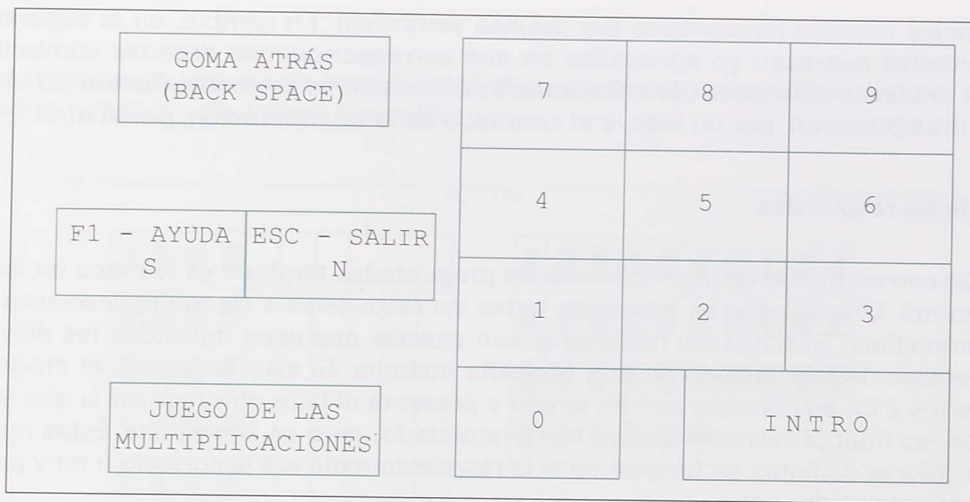 GOMA ATRÁS
(BACK SPACE)
7 8 9
4 5 6
F1 - AYUDA ESC - SALIR
S N
1 2 3
JUEGO DE LAS
MULTIPLICACIONES
0 INTRO